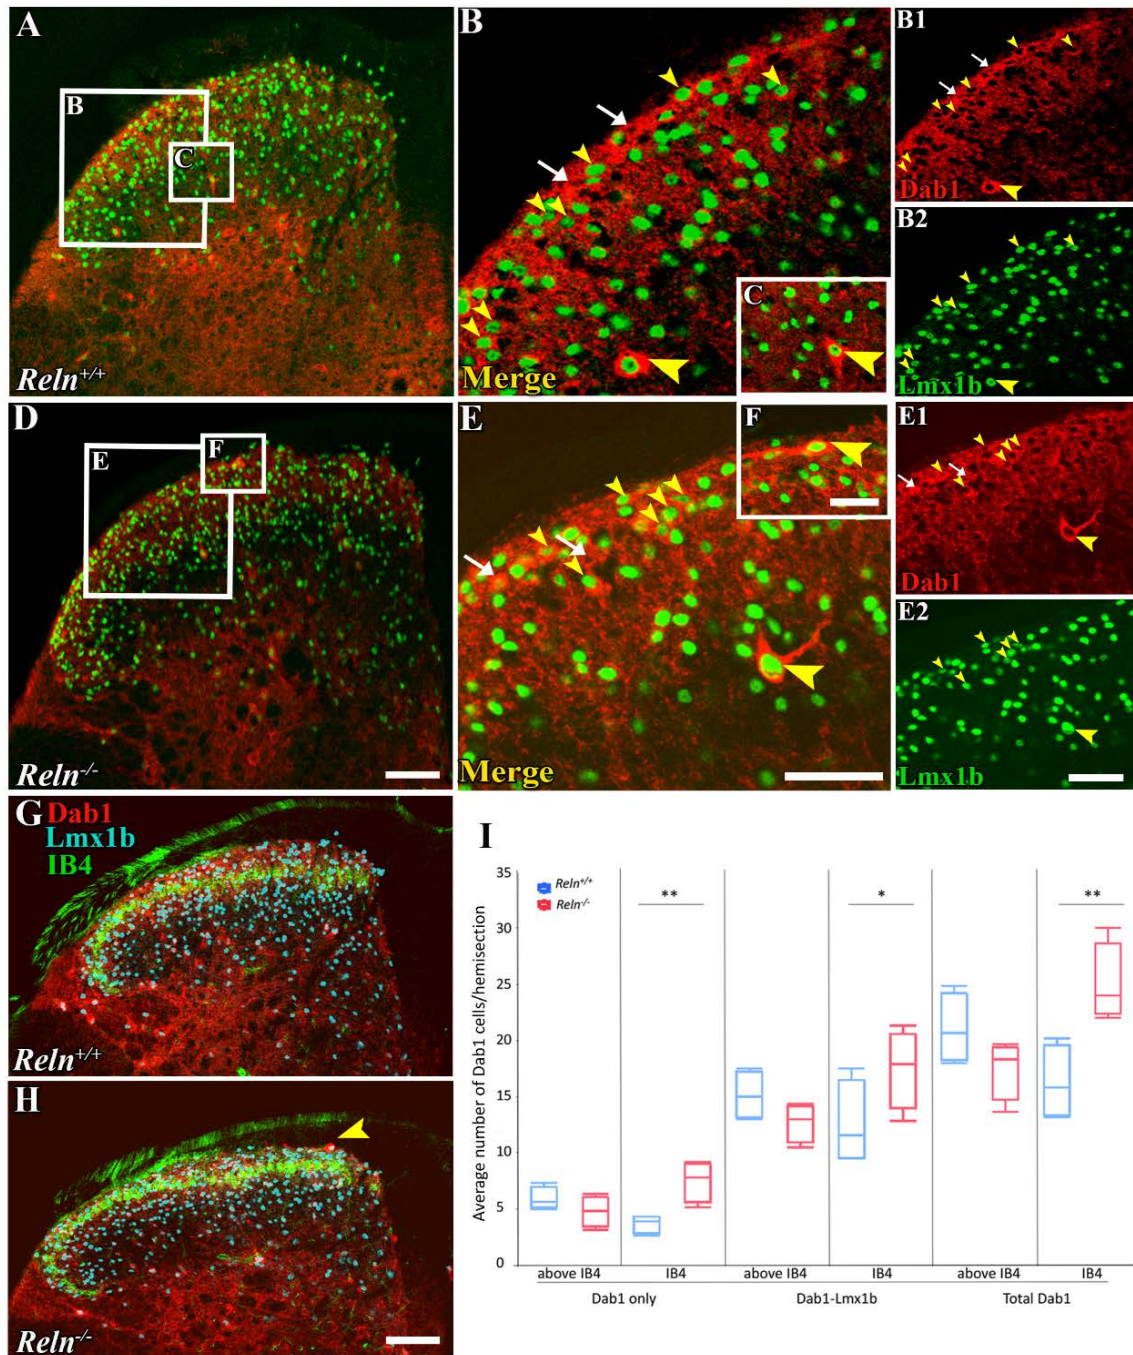 A
B
C
Reln+/+
B
C
Merge
B1
Dab1
B2
Lmx1b
D
E
F
Reln-/-
E
F
Merge
E1
Dab1
E2
Lmx1b
G Dab1
Lmx1b
IB4
Reln+/+
H
Reln-/-
I
Average number of Dab1 cells/hemisection
35
30
25
20
15
10
5
0
Reln+/+
Reln-/-
** * **
above IB4 IB4 above IB4 IB4 above IB4 IB4
Dab1 only Dab1-Lmx1b Total Dab1